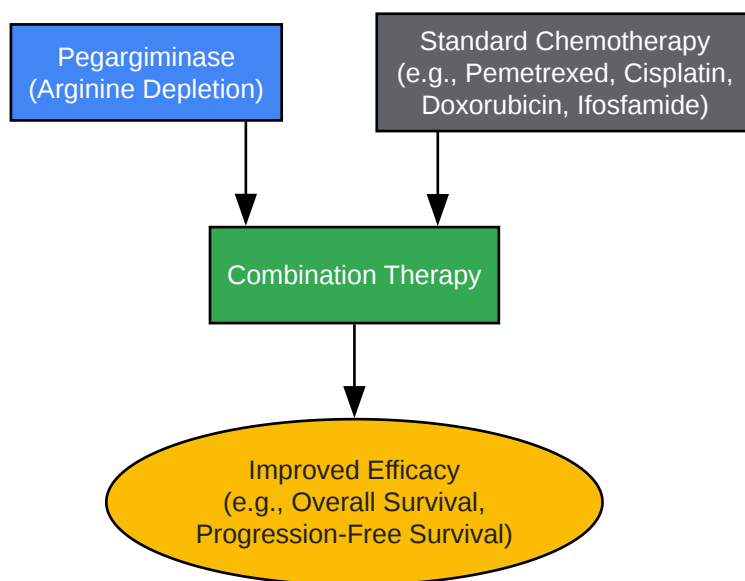 Pegargiminase
(Arginine Depletion)
Standard Chemotherapy
(e.g., Pemetrexed, Cisplatin,
Doxorubicin, Ifosfamide)
Combination Therapy
Improved Efficacy
(e.g., Overall Survival,
Progression-Free Survival)